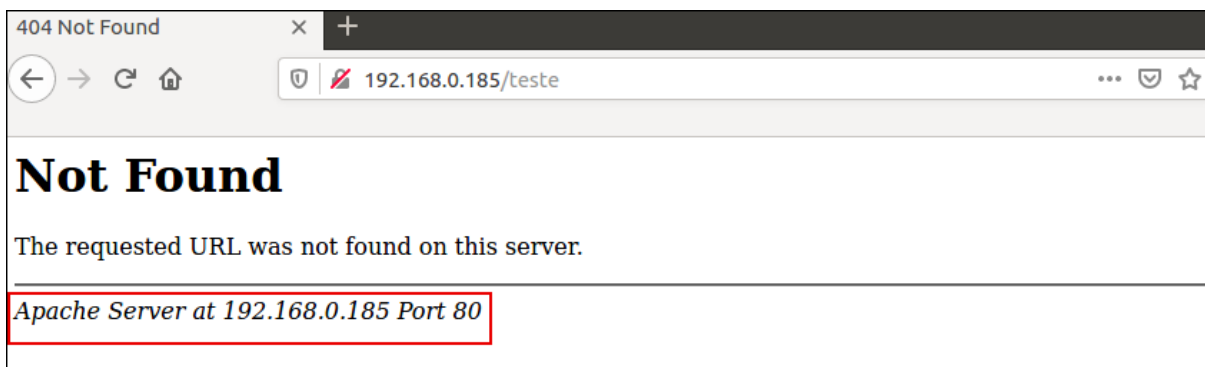 404 Not Found
192.168.0.185/teste
Not Found
The requested URL was not found on this server.
Apache Server at 192.168.0.185 Port 80